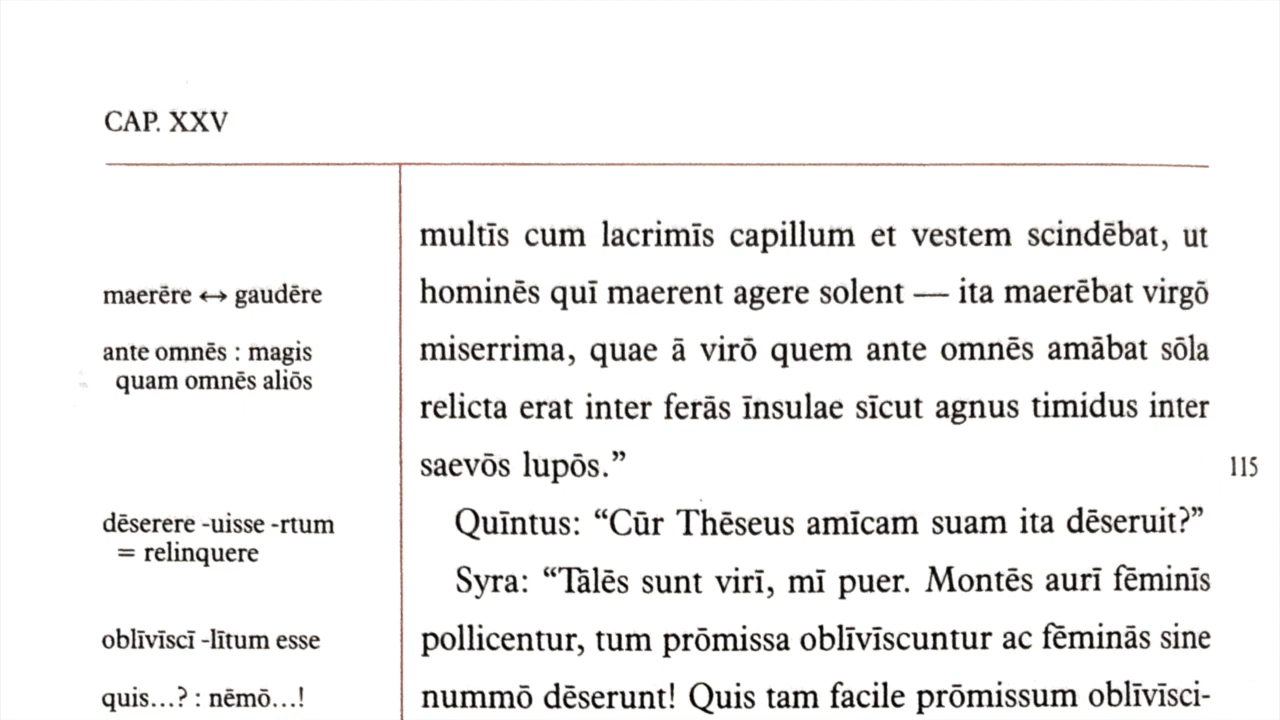 CAP. XXV
multīs cum lacrimīs capillum et vestem scindēbat, ut
maerēre ↔ gaudēre
hominēs quī maerent agere solent — ita maerēbat virgō
ante omnēs : magis
quam omnēs aliōs
miserrima, quae ā virō quem ante omnēs amābat sōla
relicta erat inter ferās īnsulae sīcut agnus timidus inter
saevōs lupōs.”
115
dēserere -uisse -rtum
= relinquere
Quīntus: “Cūr Thēseus amīcam suam ita dēseruit?”
Syra: “Tālēs sunt virī, mī puer. Montēs aurī fēminīs
oblīvīscī -lītum esse
pollicentur, tum prōmissa oblīvīscuntur ac fēminās sine
quis...? : nēmō...!
nummō dēserunt! Quis tam facile prōmissum oblīvīsci-